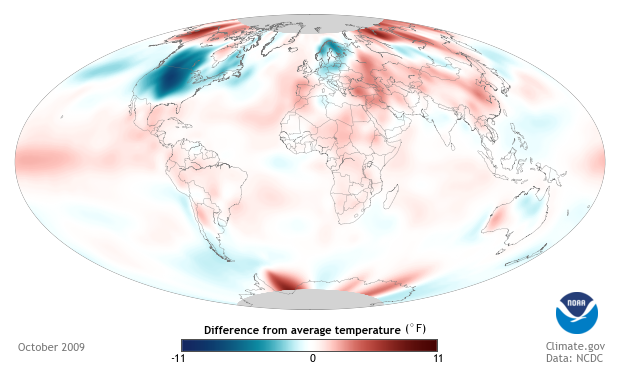 Difference from average temperature (°F)
-11 0 11
October 2009
NOAA
Climate.gov
Data: NCDC